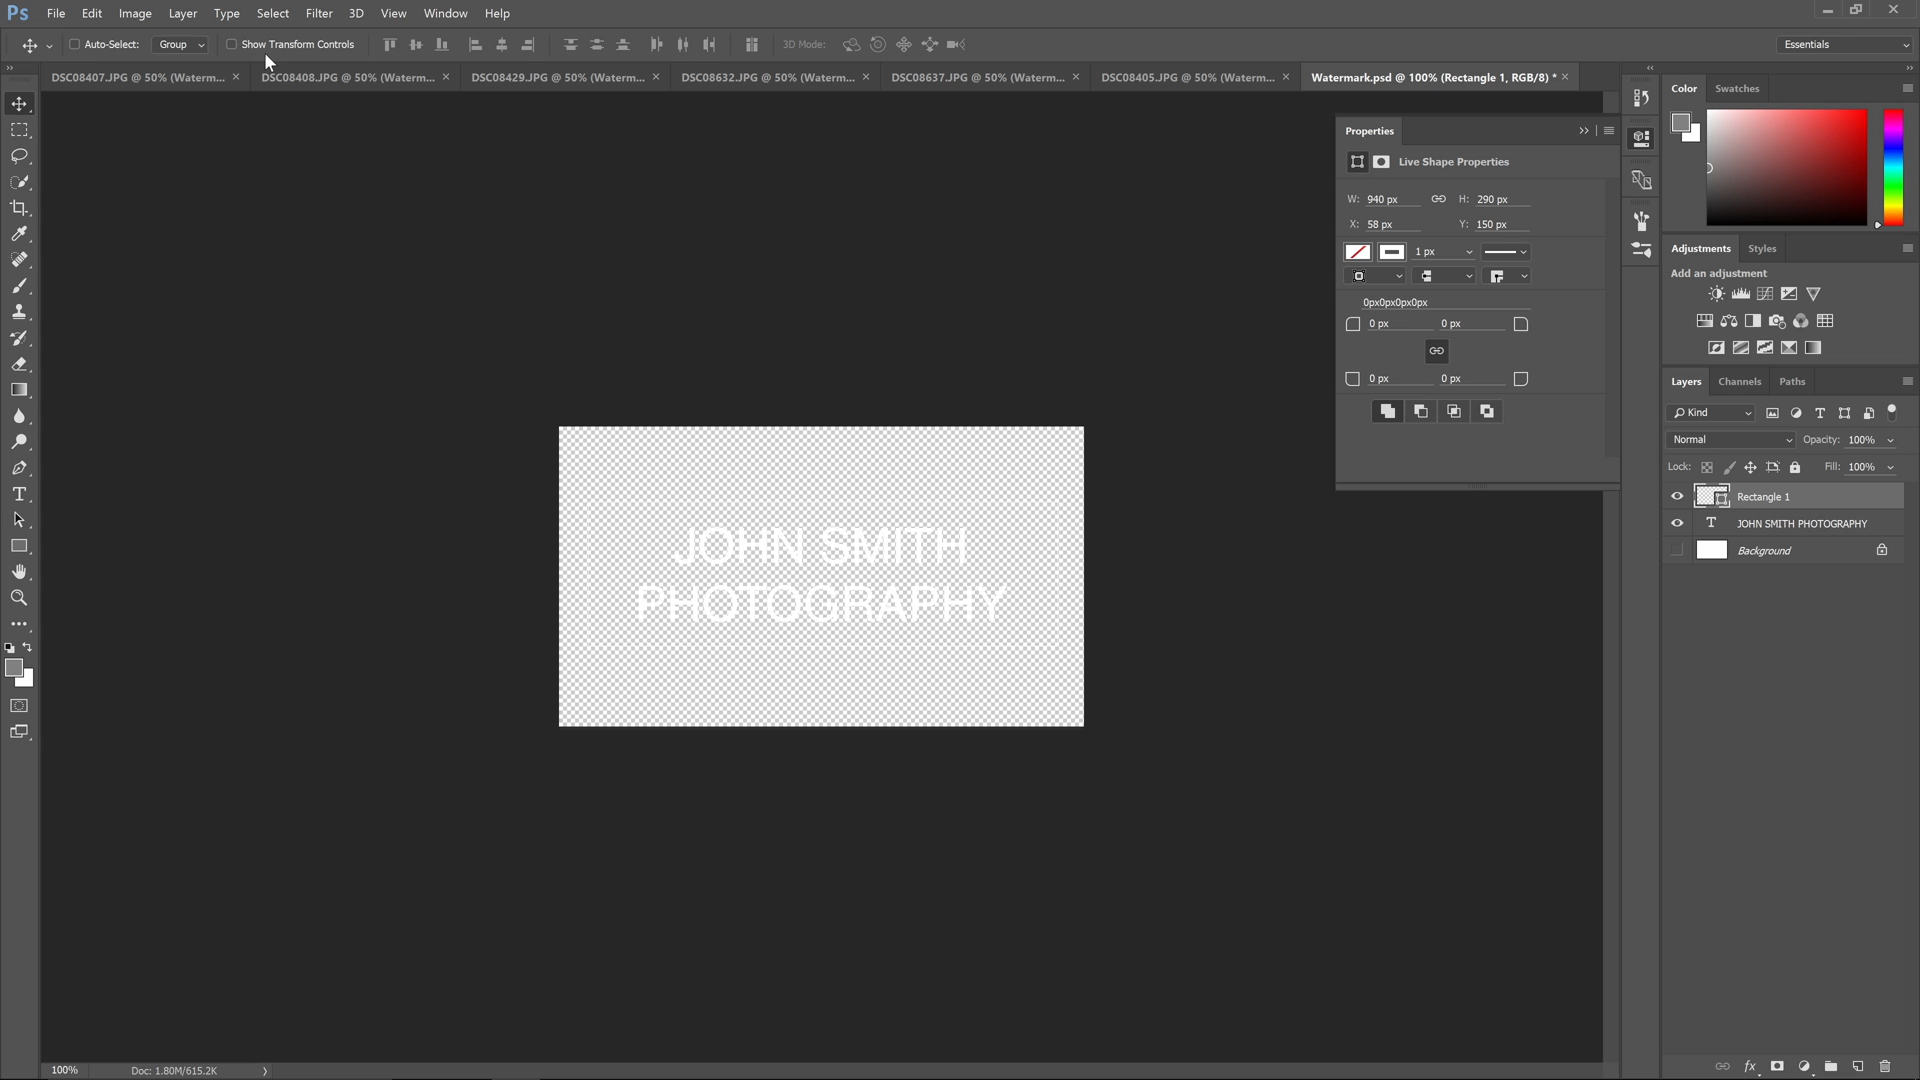 Ps File Edit Image Layer Type Select Filter 3D View Window Help
Auto-Select: Group Show Transform Controls 3D Mode: Essentials
DSC08407.JPG @ 50% (Waterm... × DSC08408.JPG @ 50% (Waterm... × DSC08429.JPG @ 50% (Waterm... × DSC08632.JPG @ 50% (Waterm... × DSC08637.JPG @ 50% (Waterm... × DSC08405.JPG @ 50% (Waterm... × Watermark.psd @ 100% (Rectangle 1, RGB/8) * ×
Properties
Live Shape Properties
W: 940 px H: 290 px
X: 58 px Y: 150 px
1 px
0px0px0px0px
0 px 0 px
0 px 0 px
JOHN SMITH
PHOTOGRAPHY
Color Swatches
Adjustments Styles
Add an adjustment
Layers Channels Paths
Kind
Normal Opacity: 100%
Lock: Fill: 100%
Rectangle 1
T JOHN SMITH PHOTOGRAPHY
Background
fx
100% Doc: 1.80M/615.2K